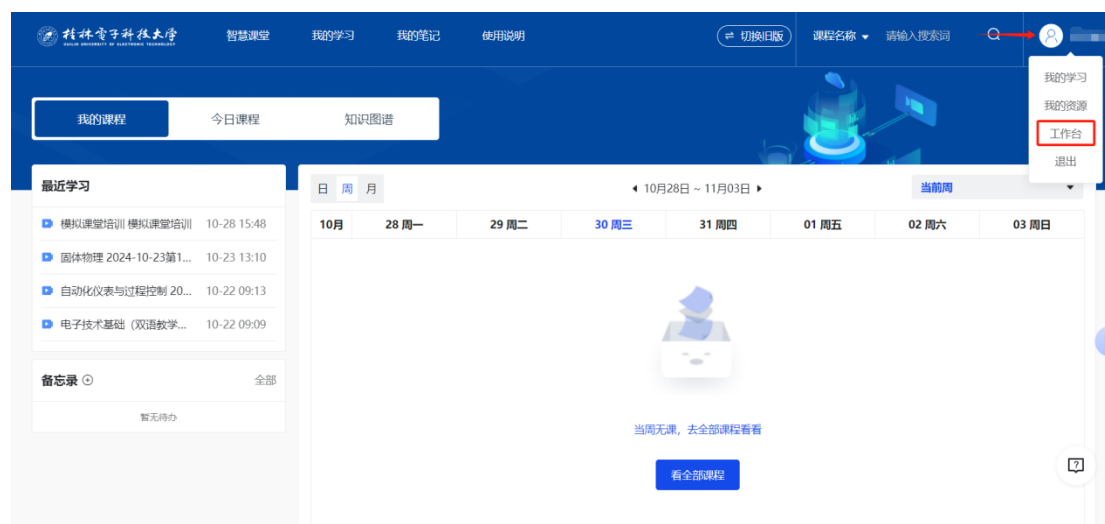 桂林电子科技大学 智慧课堂 我的学习 我的笔记 使用说明 切换旧版 课程名称 请输入搜索词
GUILIN UNIVERSITY OF ELECTRONIC TECHNOLOGY
我的学习
我的资源
工作台
退出
我的课程 今日课程 知识图谱
最近学习
模拟课堂培训 模拟课堂培训 10-28 15:48
固体物理 2024-10-23第1... 10-23 13:10
自动化仪表与过程控制 20... 10-22 09:13
电子技术基础（双语教学... 10-22 09:09
备忘录 全部
暂无待办
日 周 月 10月28日 ~ 11月03日 当前周
10月 28 周一 29 周二 30 周三 31 周四 01 周五 02 周六 03 周日
当周无课，去全部课程看看
看全部课程